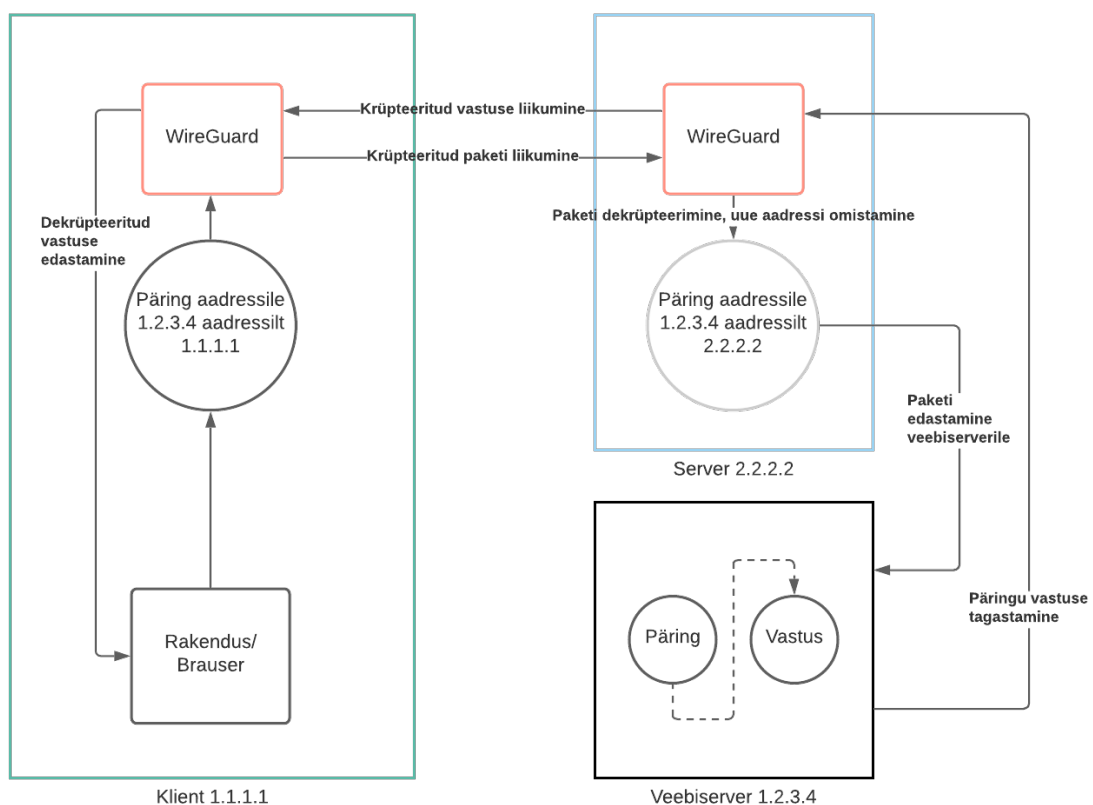 WireGuard
Krüpteeritud vastuse liikumine
Krüpteeritud paketi liikumine
WireGuard
Dekrüpteeritud
vastuse
edastamine
Paketi dekrüpteerimine, uue aadressi omistamine
Päring aadressile
1.2.3.4 aadressilt
1.1.1.1
Päring aadressile
1.2.3.4 aadressilt
2.2.2.2
Paketi
edastamine
veebiserverile
Server 2.2.2.2
Rakendus/
Brauser
Päring
Vastus
Päringu vastuse
tagastamine
Klient 1.1.1.1
Veebiserver 1.2.3.4